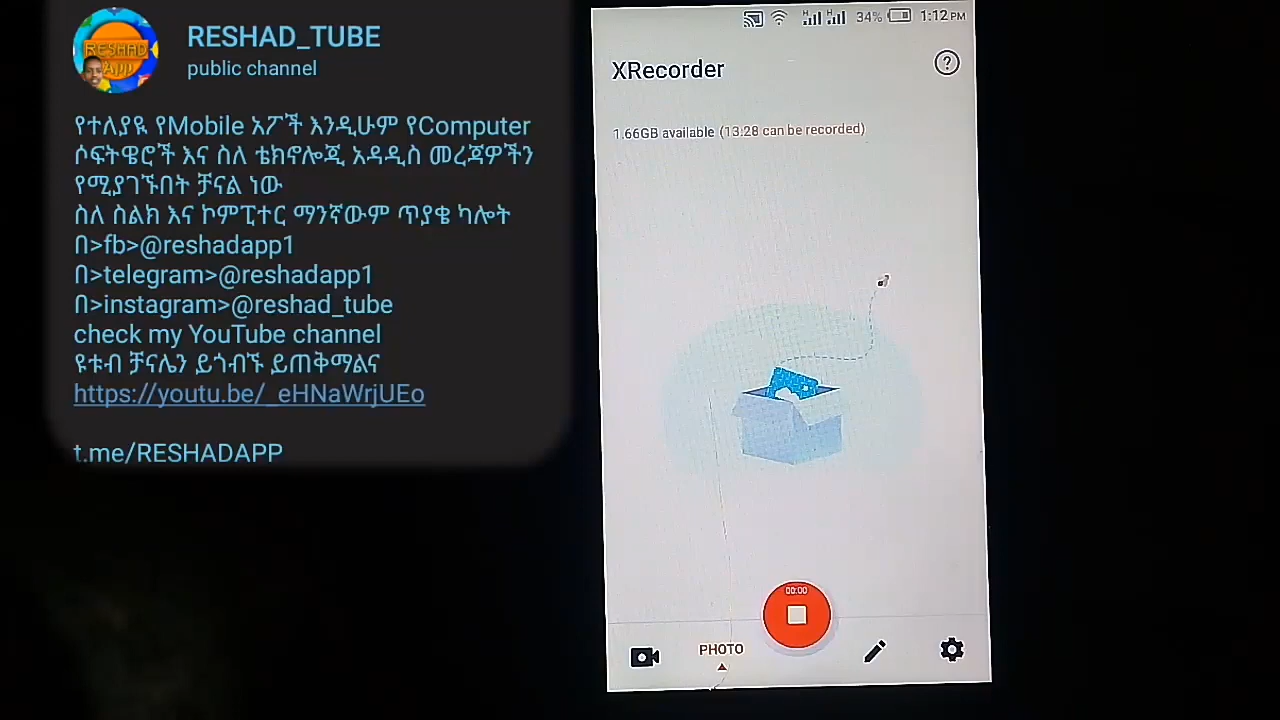 RESHAD
App
RESHAD_TUBE
public channel
የተለያዪ የMobile አፖች እንዲሁም የComputer
ሶፍትዌሮች እና ስለ ቴክኖሎጂ አዳዲስ መረጃዎችን
የሚያገኙበት ቻናል ነው
ስለ ስልክ እና ኮምፒተር ማንኛውም ጥያቄ ካሎት
በ>fb>@reshadapp1
በ>telegram>@reshadapp1
በ>instagram>@reshad_tube
check my YouTube channel
ዩቱብ ቻናሌን ይጎብኙ ይጠቅማልና
https://youtu.be/_eHNaWrjUEo
t.me/RESHADAPP
H H 34% 1:12 PM
XRecorder
1.66GB available (13:28 can be recorded)
00:00
PHOTO